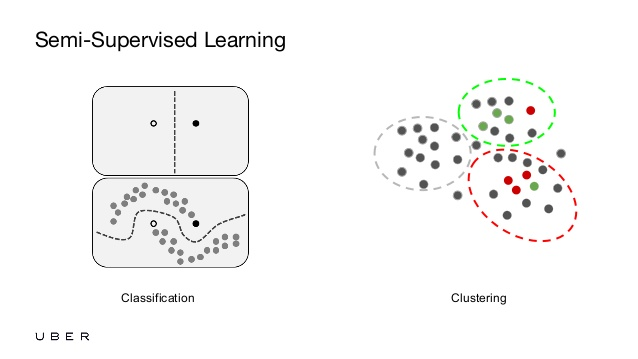 Semi-Supervised Learning
Classification
Clustering
UBER